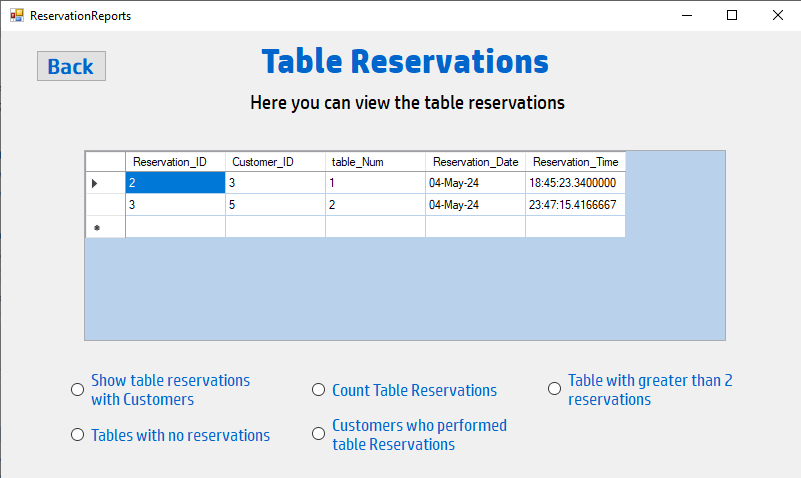 ReservationReports
Back
Table Reservations
Here you can view the table reservations
Reservation_ID Customer_ID table_Num Reservation_Date Reservation_Time
2 3 1 04-May-24 18:45:23.3400000
3 5 2 04-May-24 23:47:15.4166667
Show table reservations
with Customers
Count Table Reservations
Table with greater than 2
reservations
Tables with no reservations
Customers who performed
table Reservations